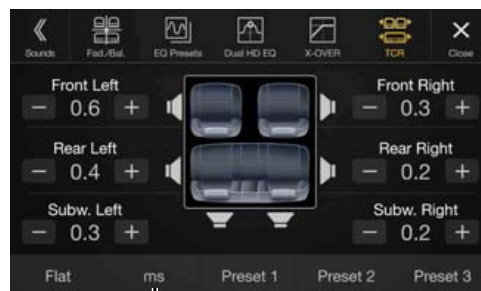 Sounds Fad./Bal. EQ Presets Dual HD EQ X-OVER TCR Close
Front Left Front Right
− 0.6 + − 0.3 +
Rear Left Rear Right
− 0.4 + − 0.2 +
Subw. Left Subw. Right
− 0.3 + − 0.2 +
Flat ms Preset 1 Preset 2 Preset 3